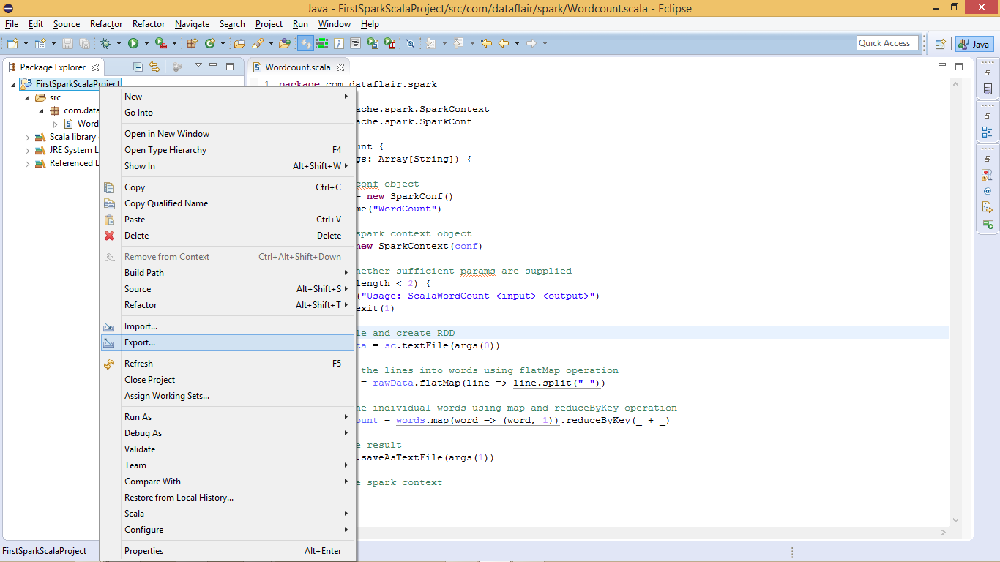 Java - FirstSparkScalaProject/src/com/dataflair/spark/Wordcount.scala - Eclipse
File Edit Source Refactor Refactor Navigate Search Project Run Window Help
Quick Access
Java
Package Explorer
FirstSparkScalaProject
src
com.data
Word
Scala library
JRE System L
Referenced L
New
Go Into
Open in New Window
Open Type Hierarchy F4
Show In Alt+Shift+W
Copy Ctrl+C
Copy Qualified Name
Paste Ctrl+V
Delete Delete
Remove from Context Ctrl+Alt+Shift+Down
Build Path
Source Alt+Shift+S
Refactor Alt+Shift+T
Import...
Export...
Refresh F5
Close Project
Assign Working Sets...
Run As
Debug As
Validate
Team
Compare With
Restore from Local History...
Scala
Configure
Properties Alt+Enter
Wordcount.scala
1 package com.dataflair.spark
ache.spark.SparkContext
ache.spark.SparkConf
unt {
gs: Array[String]) {
conf object
= new SparkConf()
me("WordCount")
spark context object
new SparkContext(conf)
hether sufficient params are supplied
length < 2) {
("Usage: ScalaWordCount <input> <output>")
exit(1)
le and create RDD
ta = sc.textFile(args(0))
the lines into words using flatMap operation
= rawData.flatMap(line => line.split(" "))
he individual words using map and reduceByKey operation
ount = words.map(word => (word, 1)).reduceByKey(_ + _)
e result
.saveAsTextFile(args(1))
e spark context
FirstSparkScalaProject